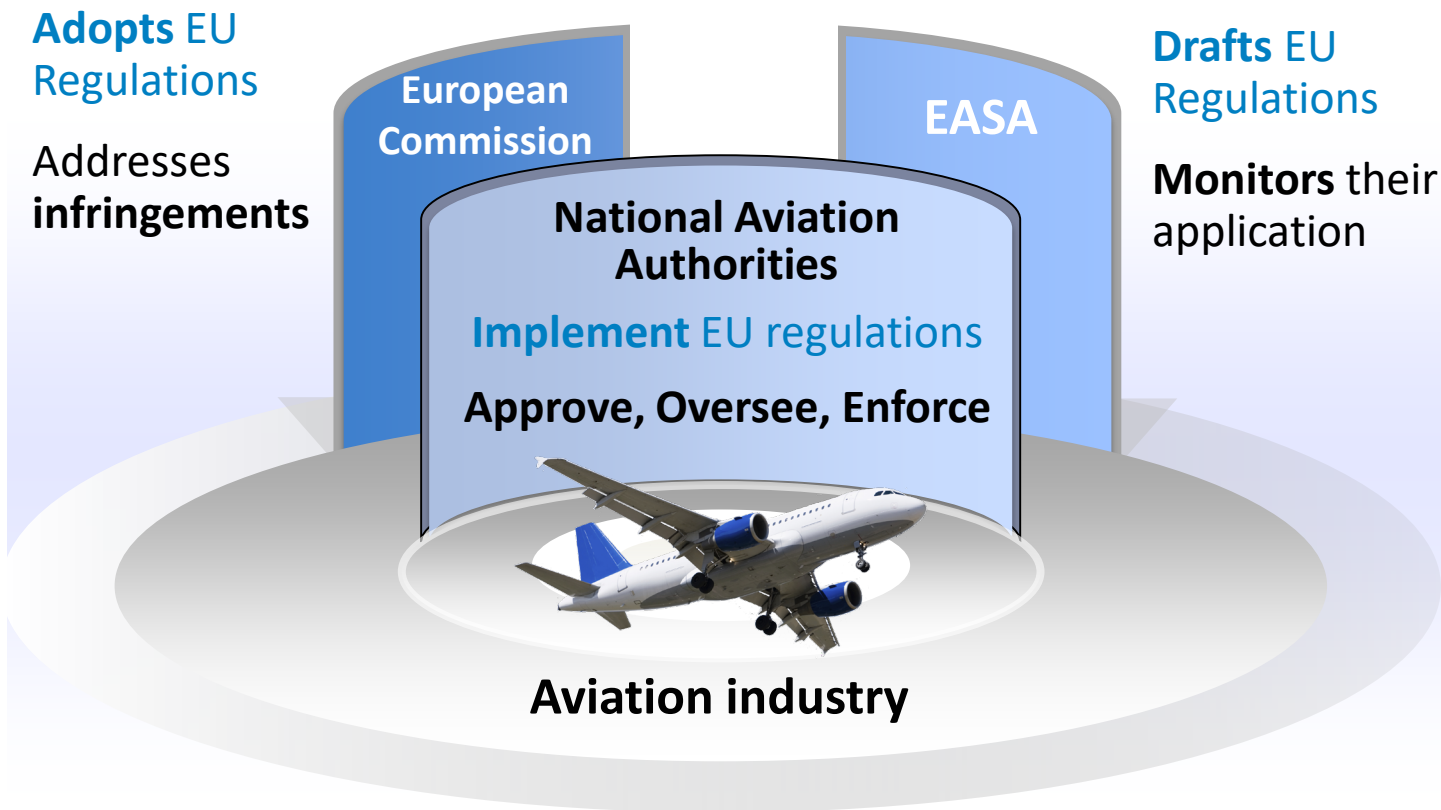 Adopts EU
Regulations
Addresses
infringements
European
Commission
EASA
Drafts EU
Regulations
Monitors their
application
National Aviation
Authorities
Implement EU regulations
Approve, Oversee, Enforce
Aviation industry